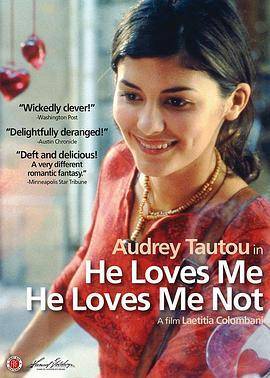 “Wickedly clever!”
-Washington Post
“Delightfully deranged!”
-Austin Chronicle
“Deft and delicious!
A very different
romantic fantasy.”
-Minneapolis Star Tribune
Audrey Tautou in
He Loves Me
He Loves Me Not
A film Laetitia Colombani